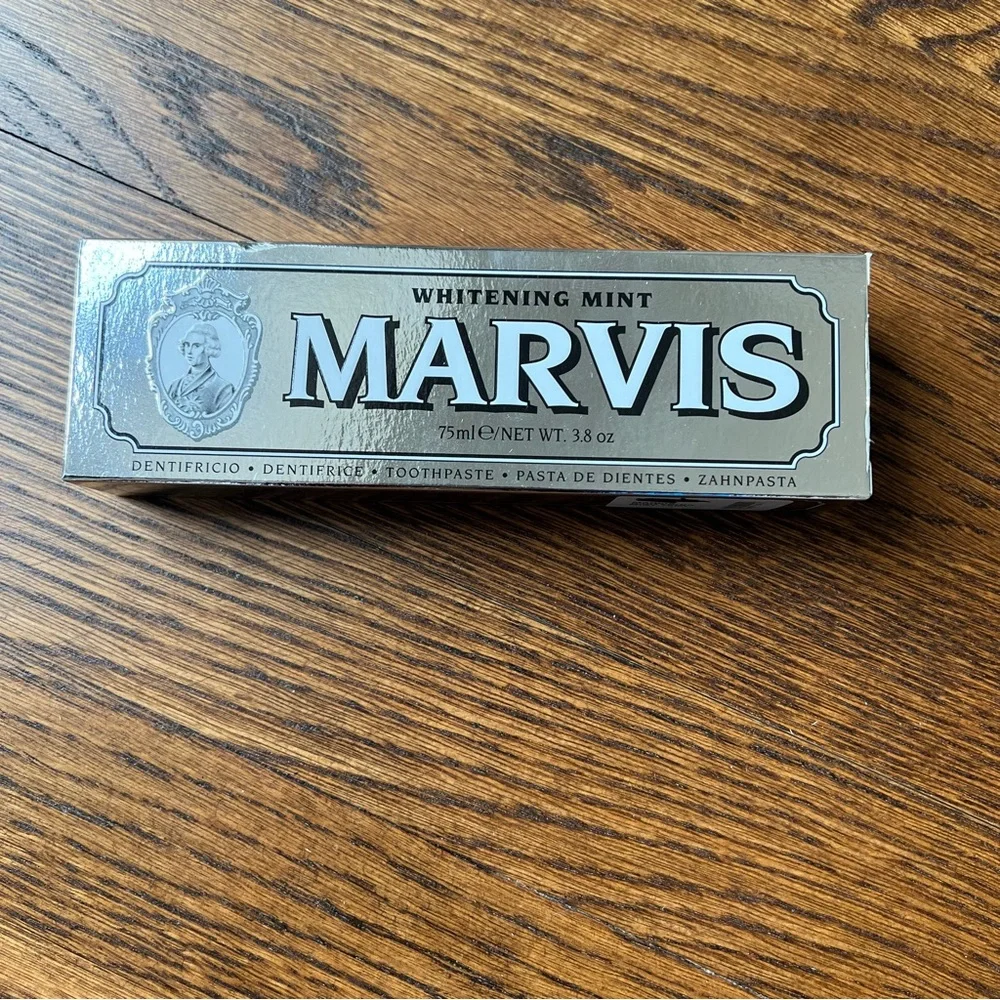 WHITENING MINT
MARVIS
75ml℮/NET WT. 3.8 oz
DENTIFRICIO • DENTIFRICE • TOOTHPASTE • PASTA DE DIENTES • ZAHNPASTA